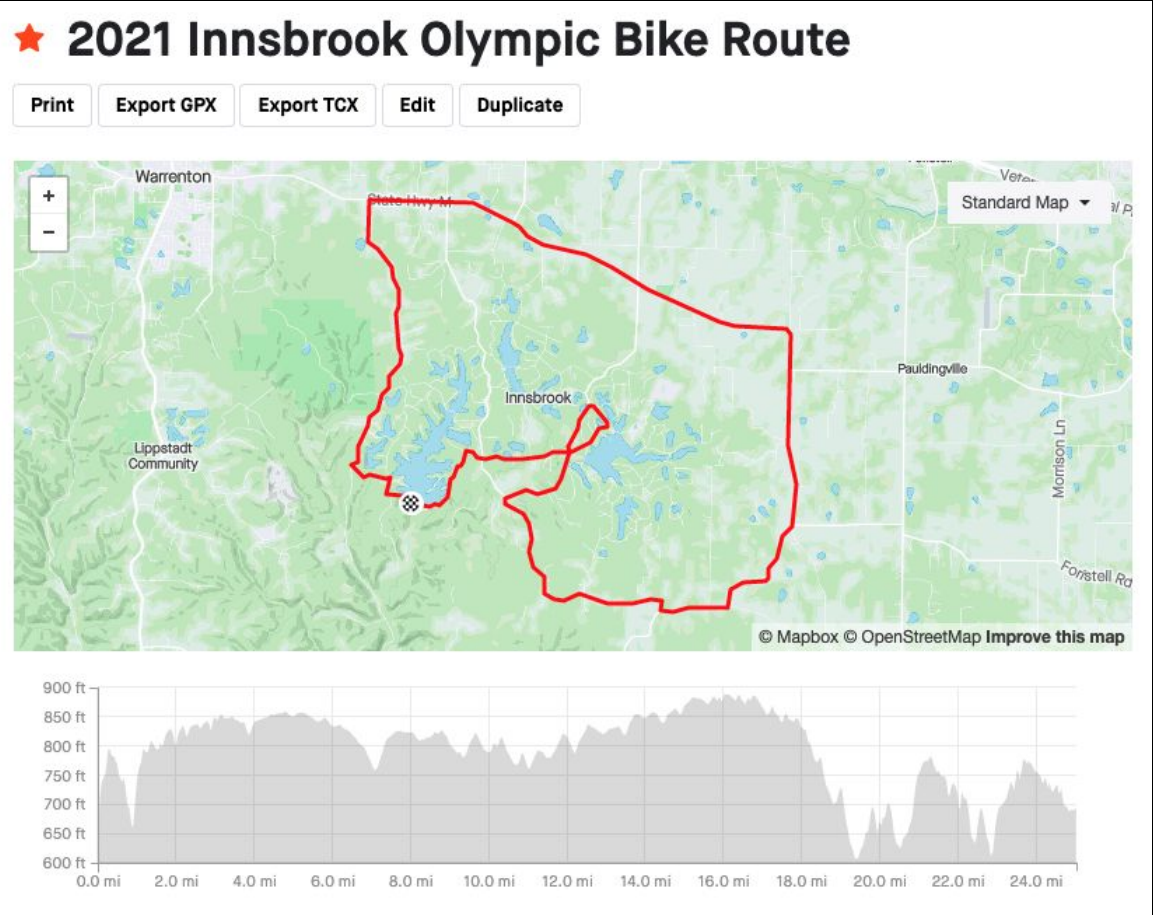 2021 Innsbrook Olympic Bike Route
Print
Export GPX
Export TCX
Edit
Duplicate
+
−
Warrenton
State Hwy M
Standard Map
Innsbrook
Pauldingville
Lippstadt
Community
Morrison Ln
Foristell Rd
© Mapbox © OpenStreetMap Improve this map
900 ft
850 ft
800 ft
750 ft
700 ft
650 ft
600 ft
0.0 mi 2.0 mi 4.0 mi 6.0 mi 8.0 mi 10.0 mi 12.0 mi 14.0 mi 16.0 mi 18.0 mi 20.0 mi 22.0 mi 24.0 mi